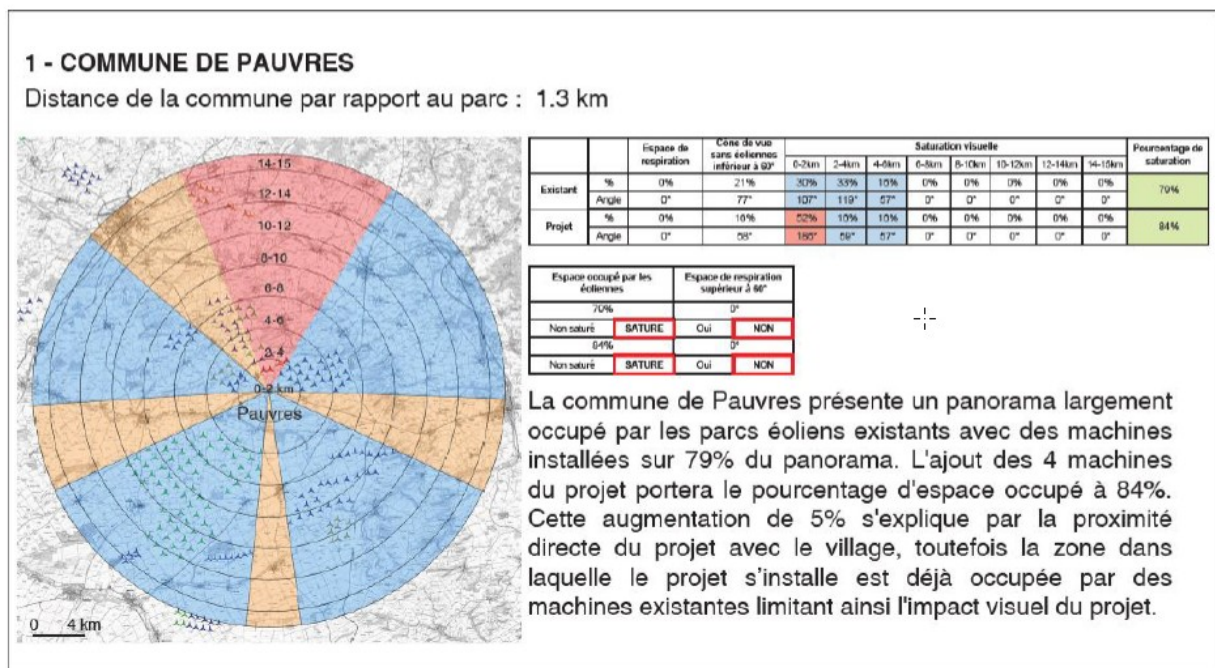 1 - COMMUNE DE PAUVRES
Distance de la commune par rapport au parc : 1.3 km
14-15
12-14
10-12
8-10
6-8
4-6
2-4
0-2 km
Pauvres
0 4 km
Espace de respiration Cône de vue sans éoliennes inférieur à 60° Saturation visuelle Pourcentage de saturation
0-2km 2-4km 4-6km 6-8km 8-10km 10-12km 12-14km 14-15km
Existant % 0% 21% 30% 33% 16% 0% 0% 0% 0% 0% 79%
Angle 0° 77° 107° 119° 57° 0° 0° 0° 0° 0°
Projet % 0% 16% 52% 16% 16% 0% 0% 0% 0% 0% 84%
Angle 0° 0° 0° 0° 0° 0°
Espace occupé par les éoliennes Espace de respiration supérieur à 60°
0°
Non saturé SATURE Oui NON
84% 0°
Non saturé SATURE Oui NON
La commune de Pauvres présente un panorama largement
occupé par les parcs éoliens existants avec des machines
installées sur 79% du panorama. L'ajout des 4 machines
du projet portera le pourcentage d'espace occupé à 84%.
Cette augmentation de 5% s'explique par la proximité
directe du projet avec le village, toutefois la zone dans
laquelle le projet s'installe est déjà occupée par des
machines existantes limitant ainsi l'impact visuel du projet.